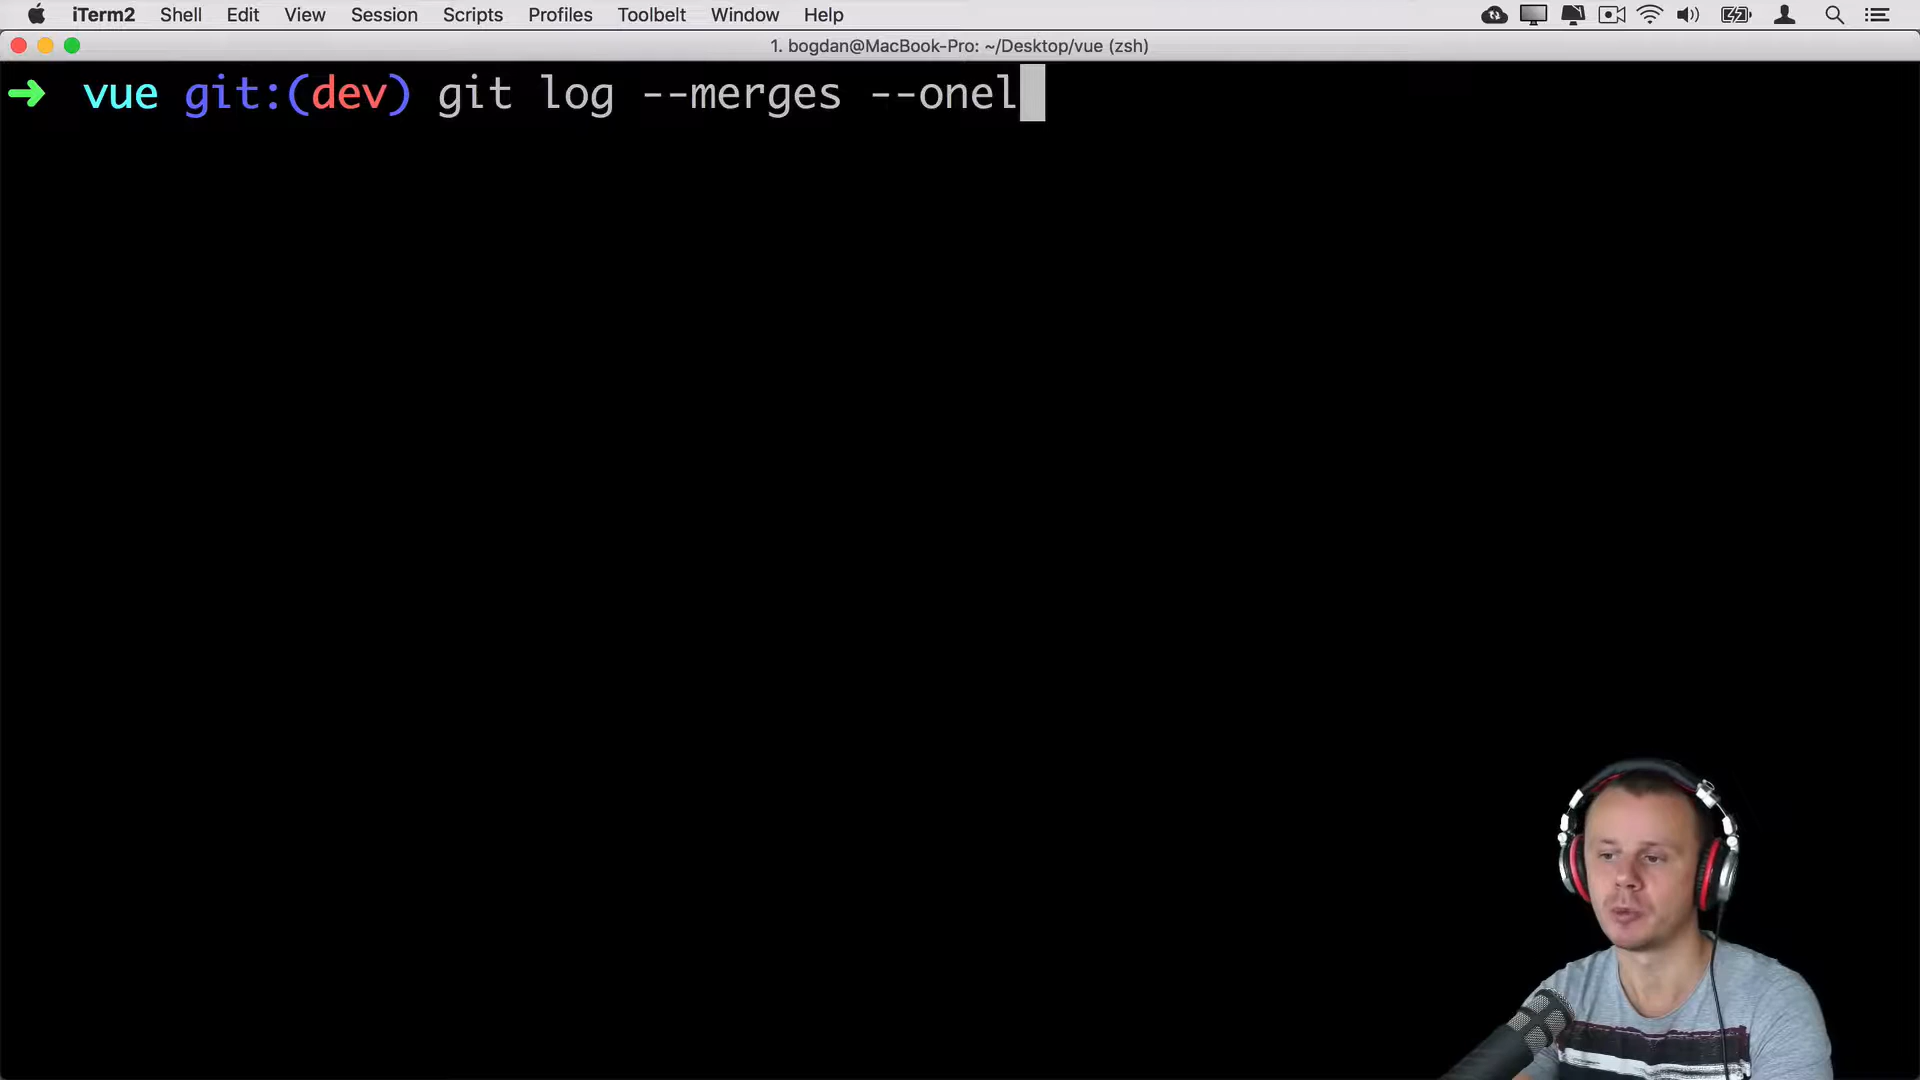 iTerm2 Shell Edit View Session Scripts Profiles Toolbelt Window Help
1. bogdan@MacBook-Pro: ~/Desktop/vue (zsh)
➜ vue git:(dev) git log --merges --onel